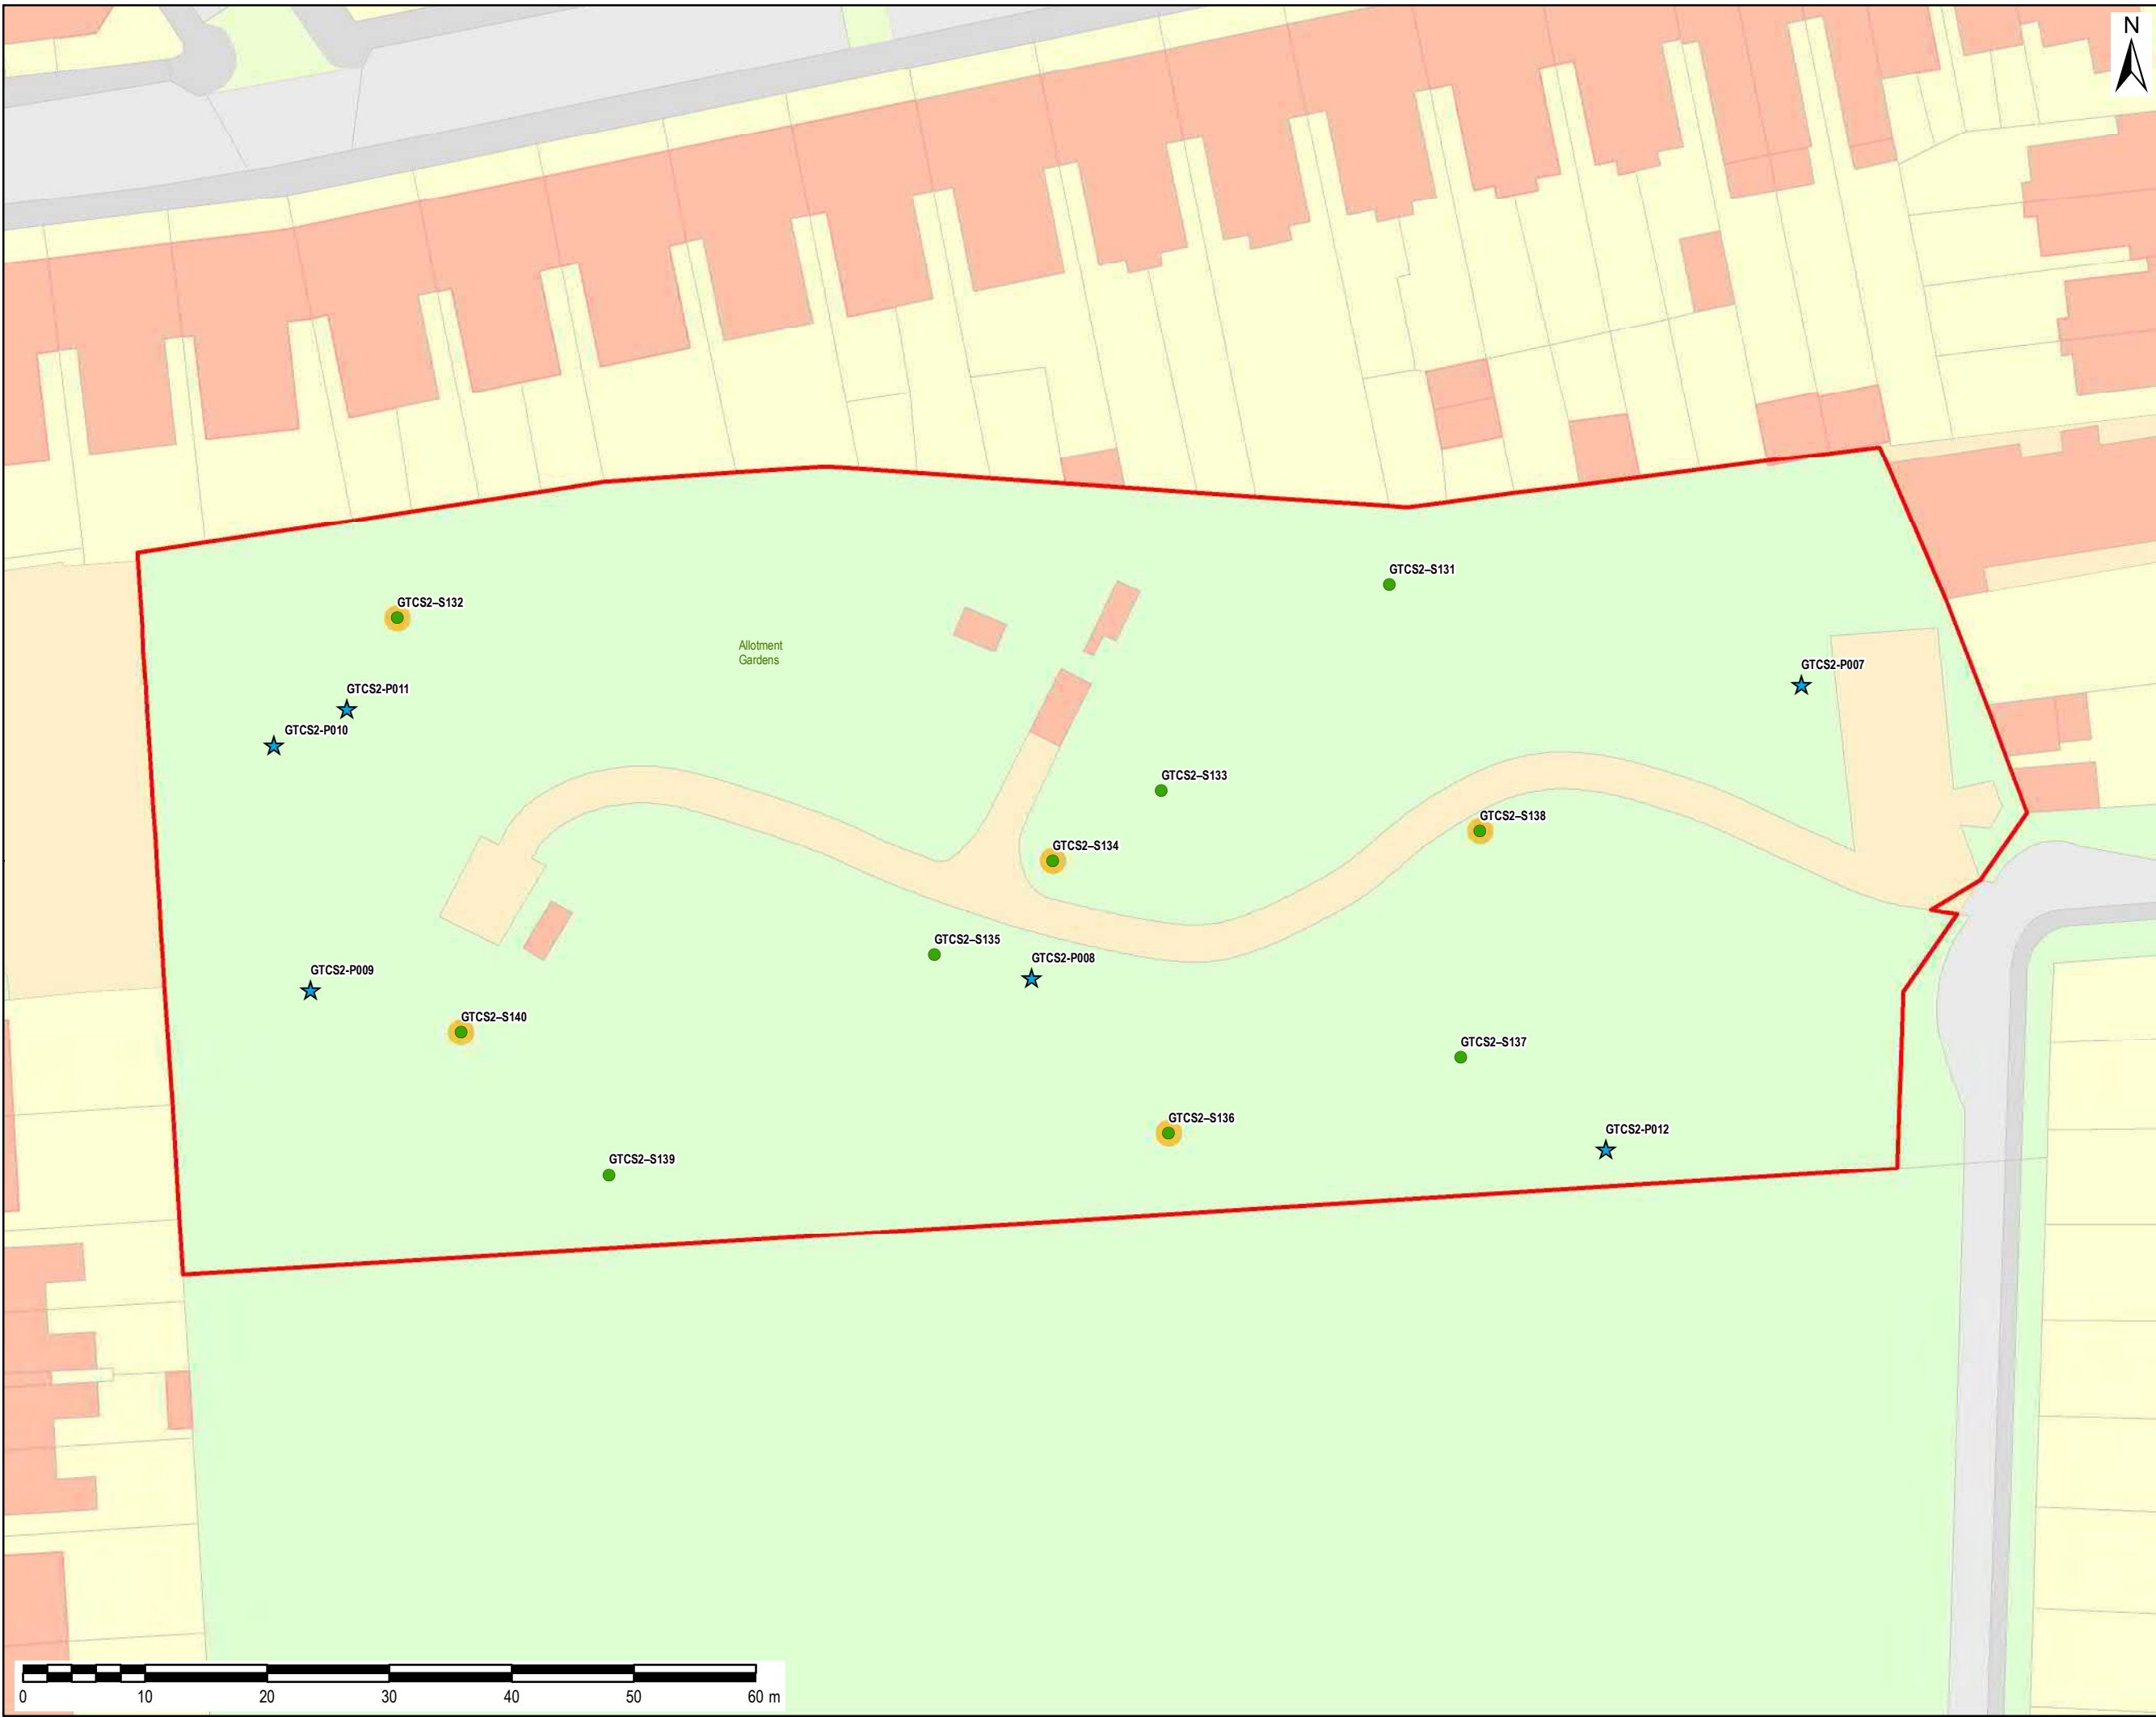 N
GTCS2–S131
GTCS2–S132
Allotment
Gardens
GTCS2-P007
GTCS2-P011
GTCS2-P010
GTCS2–S133
GTCS2–S138
GTCS2–S134
GTCS2–S135
GTCS2-P008
GTCS2-P009
GTCS2–S140
GTCS2–S137
GTCS2–S136
GTCS2-P012
GTCS2–S139
0 10 20 30 40 50 60 m